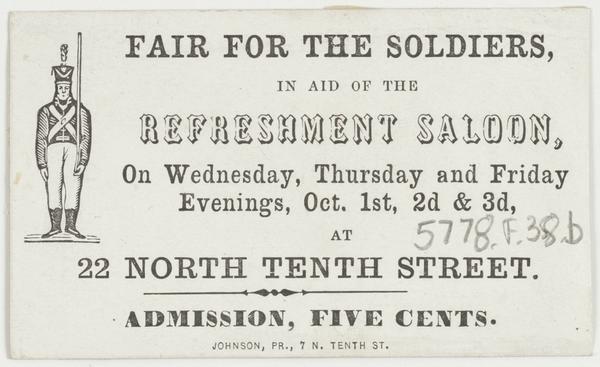 FAIR FOR THE SOLDIERS,
IN AID OF THE
REFRESHMENT SALOON,
On Wednesday, Thursday and Friday
Evenings, Oct. 1st, 2d & 3d,
AT
5778.F.38.b
22 NORTH TENTH STREET.
ADMISSION, FIVE CENTS.
JOHNSON, PR., 7 N. TENTH ST.